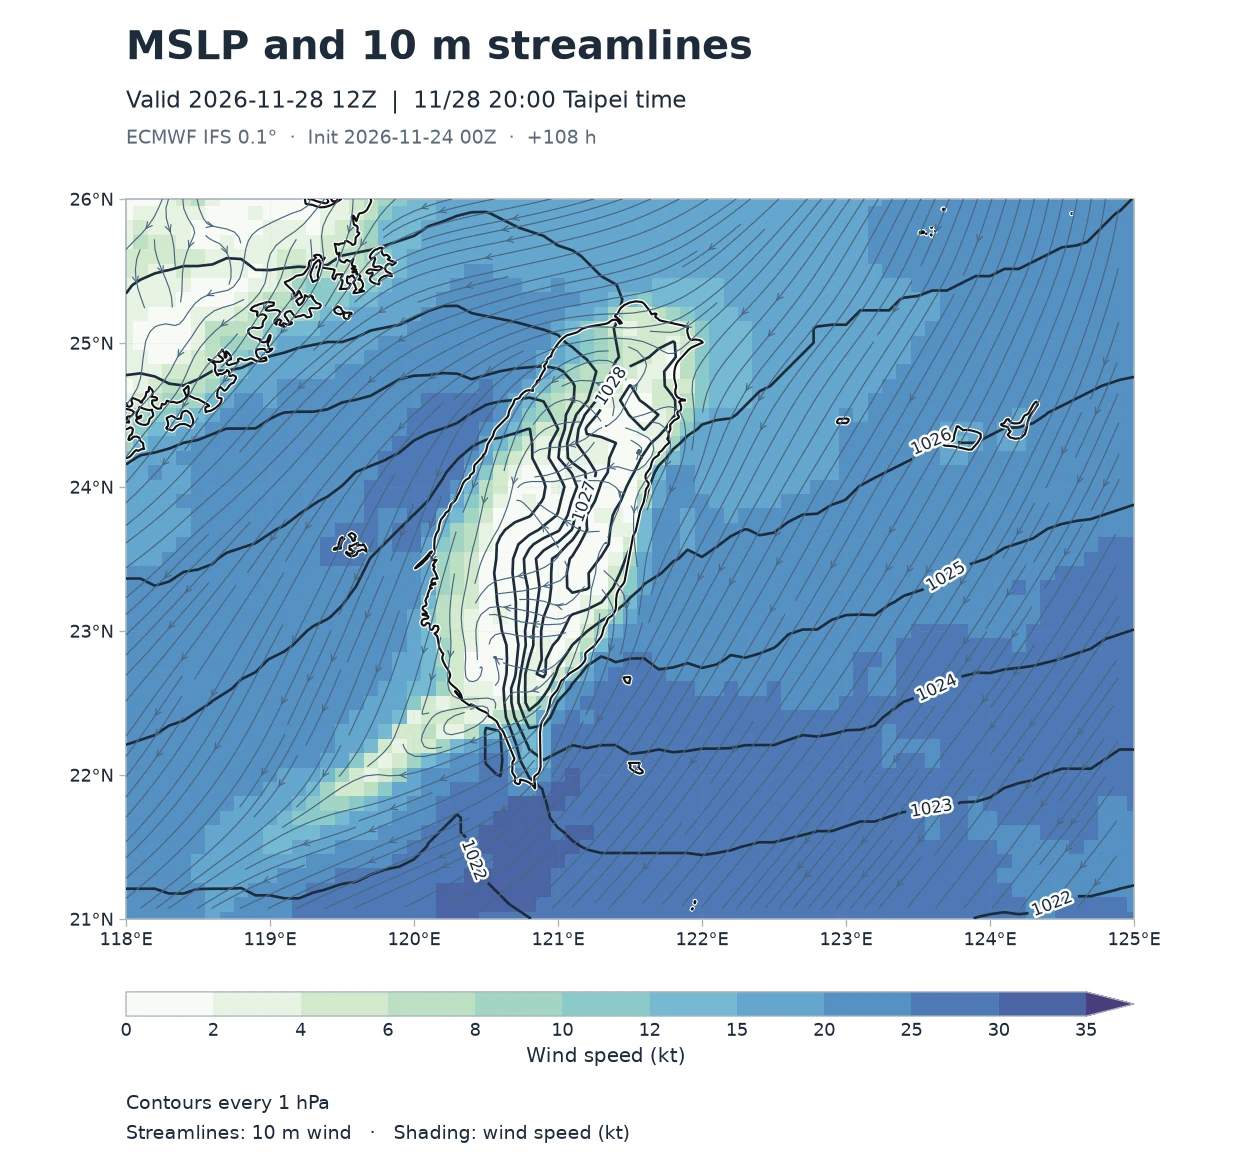 MSLP and 10 m streamlines
Valid 2026-11-28 12Z | 11/28 20:00 Taipei time
ECMWF IFS 0.1° · Init 2026-11-24 00Z · +108 h
26°N
25°N
24°N
23°N
22°N
21°N
1028
1027
1026
1025
1024
1023
1022
1022
118°E 119°E 120°E 121°E 122°E 123°E 124°E 125°E
0 2 4 6 8 10 12 15 20 25 30 35
Wind speed (kt)
Contours every 1 hPa
Streamlines: 10 m wind · Shading: wind speed (kt)